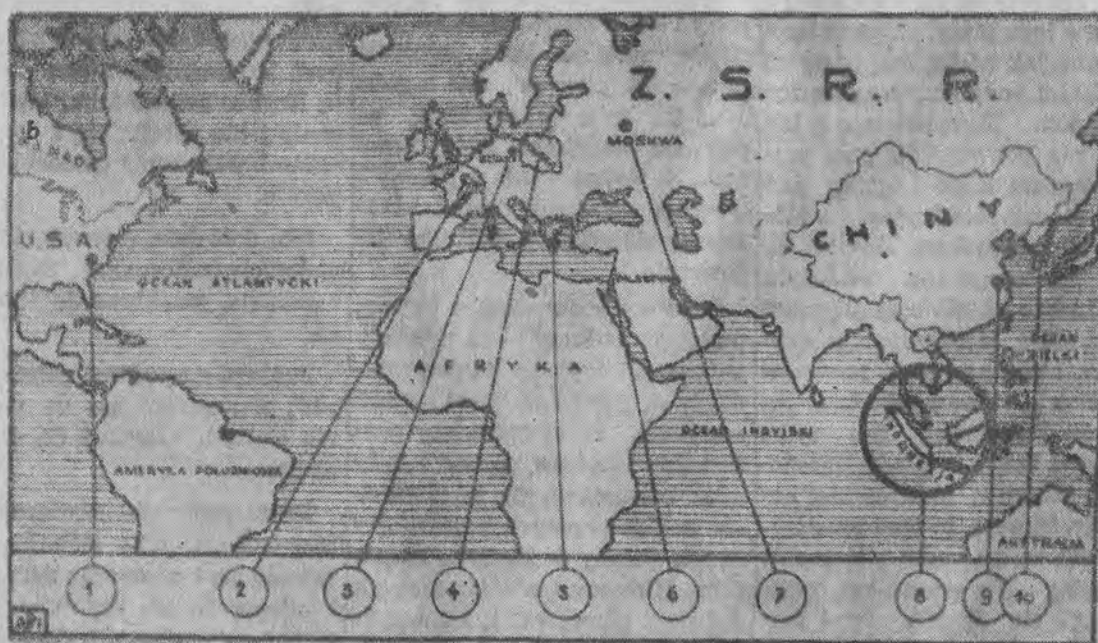 Z. S. R. R.
MOSKWA
U S A
CHINY
OCEAN ATLANTYCKI
AFRYKA
OCEAN
WIELKI
OCEAN INDYJSKI
AMERYKA POŁUDNIOWA
INDONEZJA
AUSTRALIA
1 2 3 4 5 6 7 8 9 10